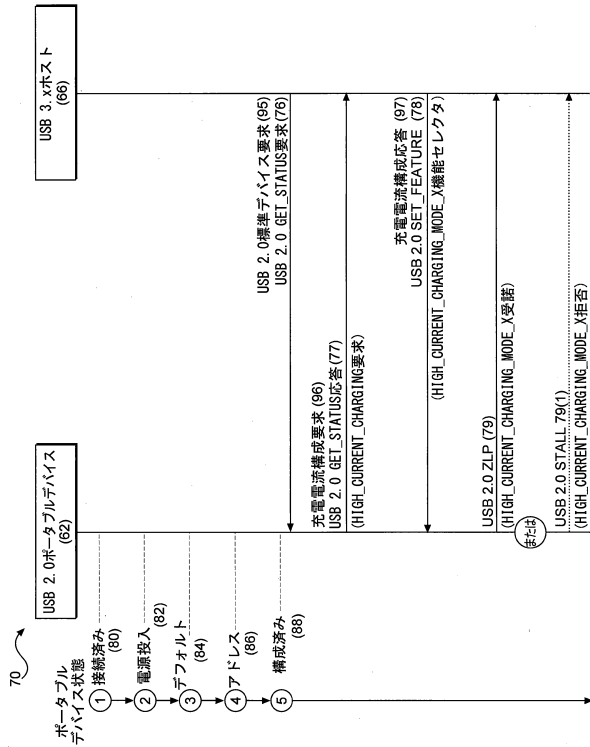 70
ポータブル
デバイス状態
1
接続済み
(80)
2
電源投入
(82)
3
デフォルト
(84)
4
アドレス
(86)
5
構成済み
(88)
USB 2.0ポータブルデバイス
(62)
USB 3.xホスト
(66)
USB 2.0標準デバイス要求 (95)
USB 2.0 GET_STATUS要求 (76)
充電電流構成要求 (96)
USB 2.0 GET_STATUS応答 (77)
(HIGH_CURRENT_CHARGING要求)
充電電流構成応答 (97)
USB 2.0 SET_FEATURE (78)
(HIGH_CURRENT_CHARGING_MODE_X機能セレクタ)
USB 2.0 ZLP (79)
(HIGH_CURRENT_CHARGING_MODE_X受諾)
または
USB 2.0 STALL 79(1)
(HIGH_CURRENT_CHARGING_MODE_X拒否)